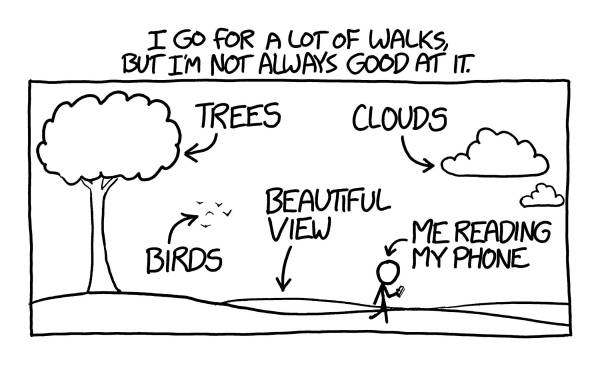 I GO FOR A LOT OF WALKS,
BUT I'M NOT ALWAYS GOOD AT IT.
TREES
CLOUDS
BEAUTIFUL
VIEW
BIRDS
ME READING
MY PHONE